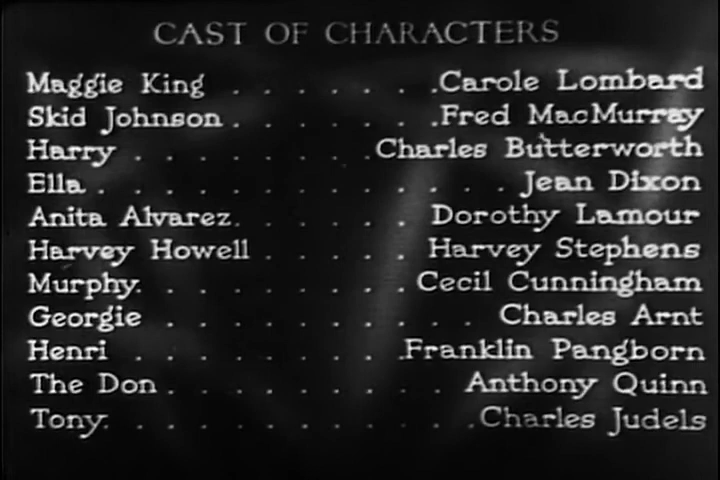 CAST OF CHARACTERS
Maggie King . . . . . . .Carole Lombard
Skid Johnson . . . . . . .Fred MacMurray
Harry . . . . . . . .Charles Butterworth
Ella . . . . . . . . . . . . . Jean Dixon
Anita Alvarez. . . . . . Dorothy Lamour
Harvey Howell . . . . . Harvey Stephens
Murphy. . . . . . . . . Cecil Cunningham
Georgie . . . . . . . . . . Charles Arnt
Henri . . . . . . . . .Franklin Pangborn
The Don . . . . . . . . . Anthony Quinn
Tony. . . . . . . . . . . .Charles Judels